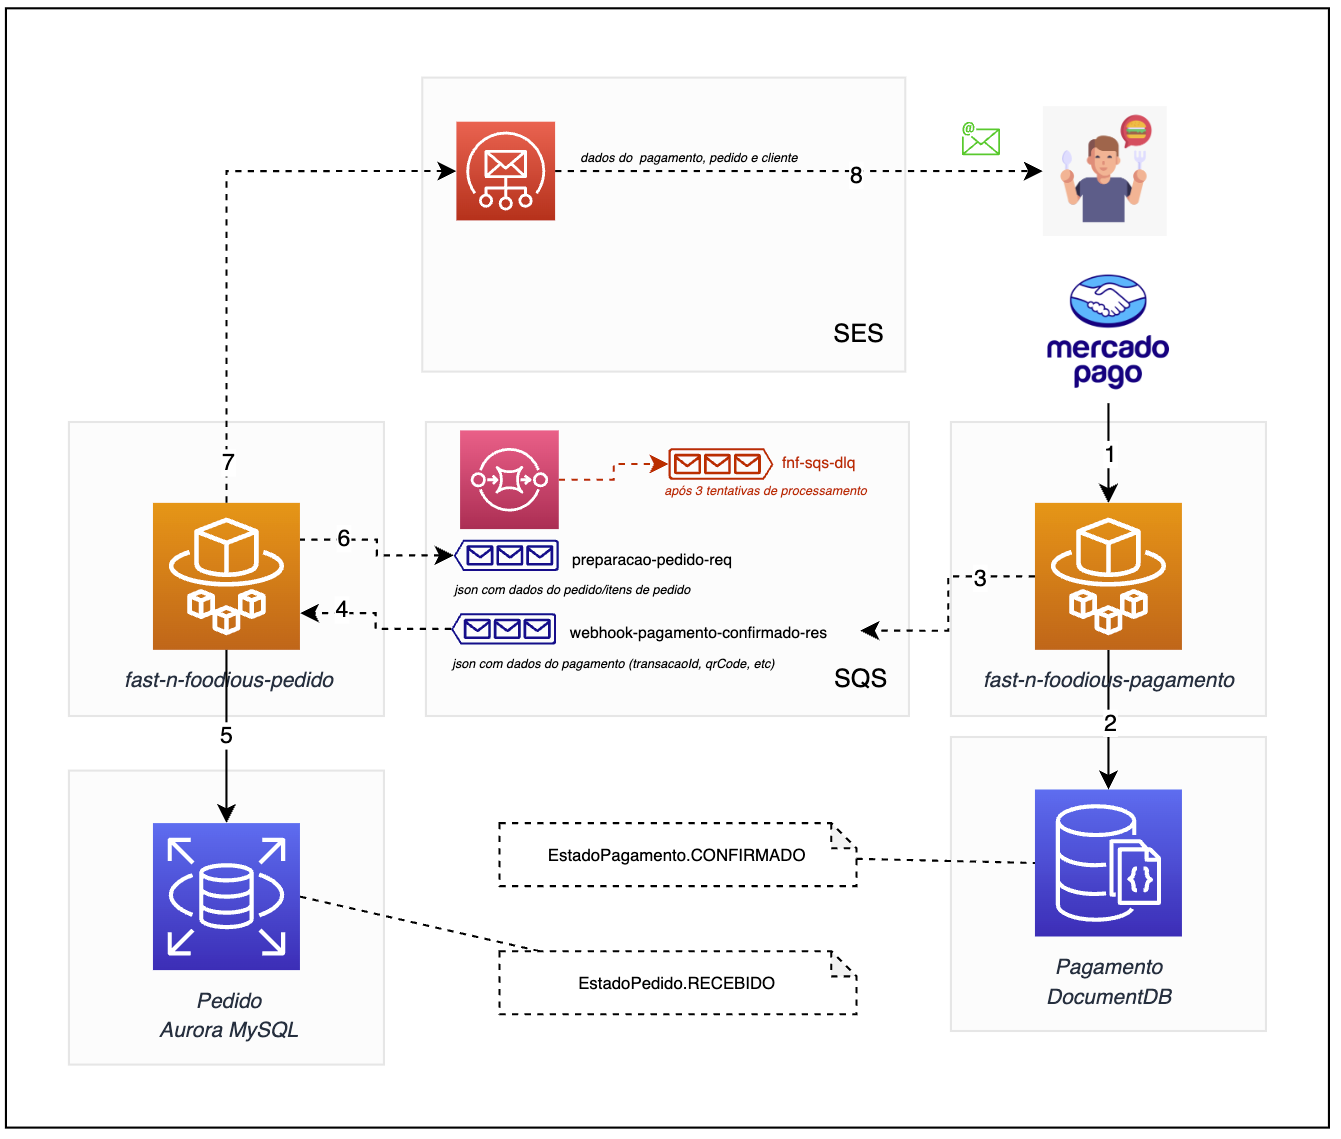 @
dados do  pagamento, pedido e cliente
8
SES
mercado
pago
7
1
fnf-sqs-dlq
após 3 tentativas de processamento
6
preparacao-pedido-req
json com dados do pedido/itens de pedido
3
4
webhook-pagamento-confirmado-res
json com dados do pagamento (transacaoId, qrCode, etc)
SQS
fast-n-foodious-pedido
fast-n-foodious-pagamento
5
2
EstadoPagamento.CONFIRMADO
{}
EstadoPedido.RECEBIDO
Pedido
Aurora MySQL
Pagamento
DocumentDB